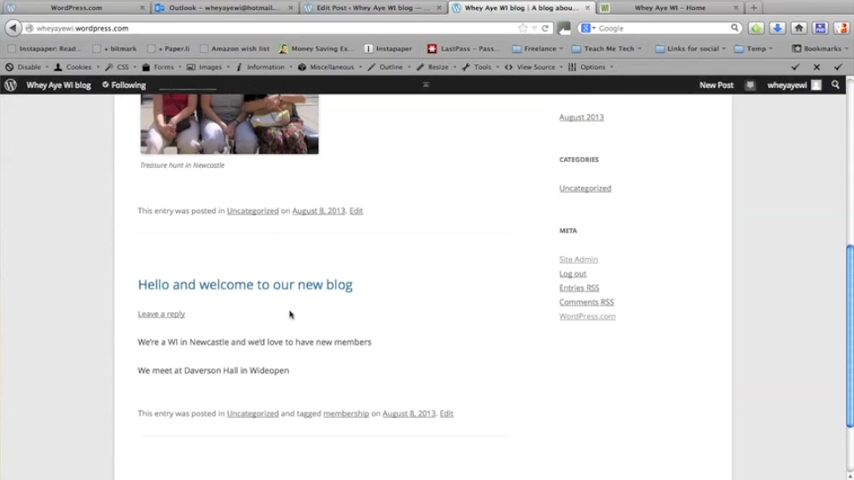 WordPress.com
Outlook – wheyayewi@hotmail....
Edit Post ‹ Whey Aye WI blog — ...
Whey Aye WI blog | A blog abou...
Whey Aye WI – Home
wheyayewi.wordpress.com
Google
Instapaper: Read...
+ bitmark
+ Paper.li
Amazon wish list
Money Saving Ex...
Instapaper
LastPass – Pass...
Freelance
Teach Me Tech
Links for social
Temp
Bookmarks
Disable
Cookies
CSS
Forms
Images
Information
Miscellaneous
Outline
Resize
Tools
View Source
Options
Whey Aye WI blog
Following
New Post
wheyayewi
Treasure hunt in Newcastle
This entry was posted in Uncategorized on August 8, 2013. Edit
Hello and welcome to our new blog
Leave a reply
We're a WI in Newcastle and we'd love to have new members
We meet at Daverson Hall in Wideopen
This entry was posted in Uncategorized and tagged membership on August 8, 2013. Edit
August 2013
CATEGORIES
Uncategorized
META
Site Admin
Log out
Entries RSS
Comments RSS
WordPress.com